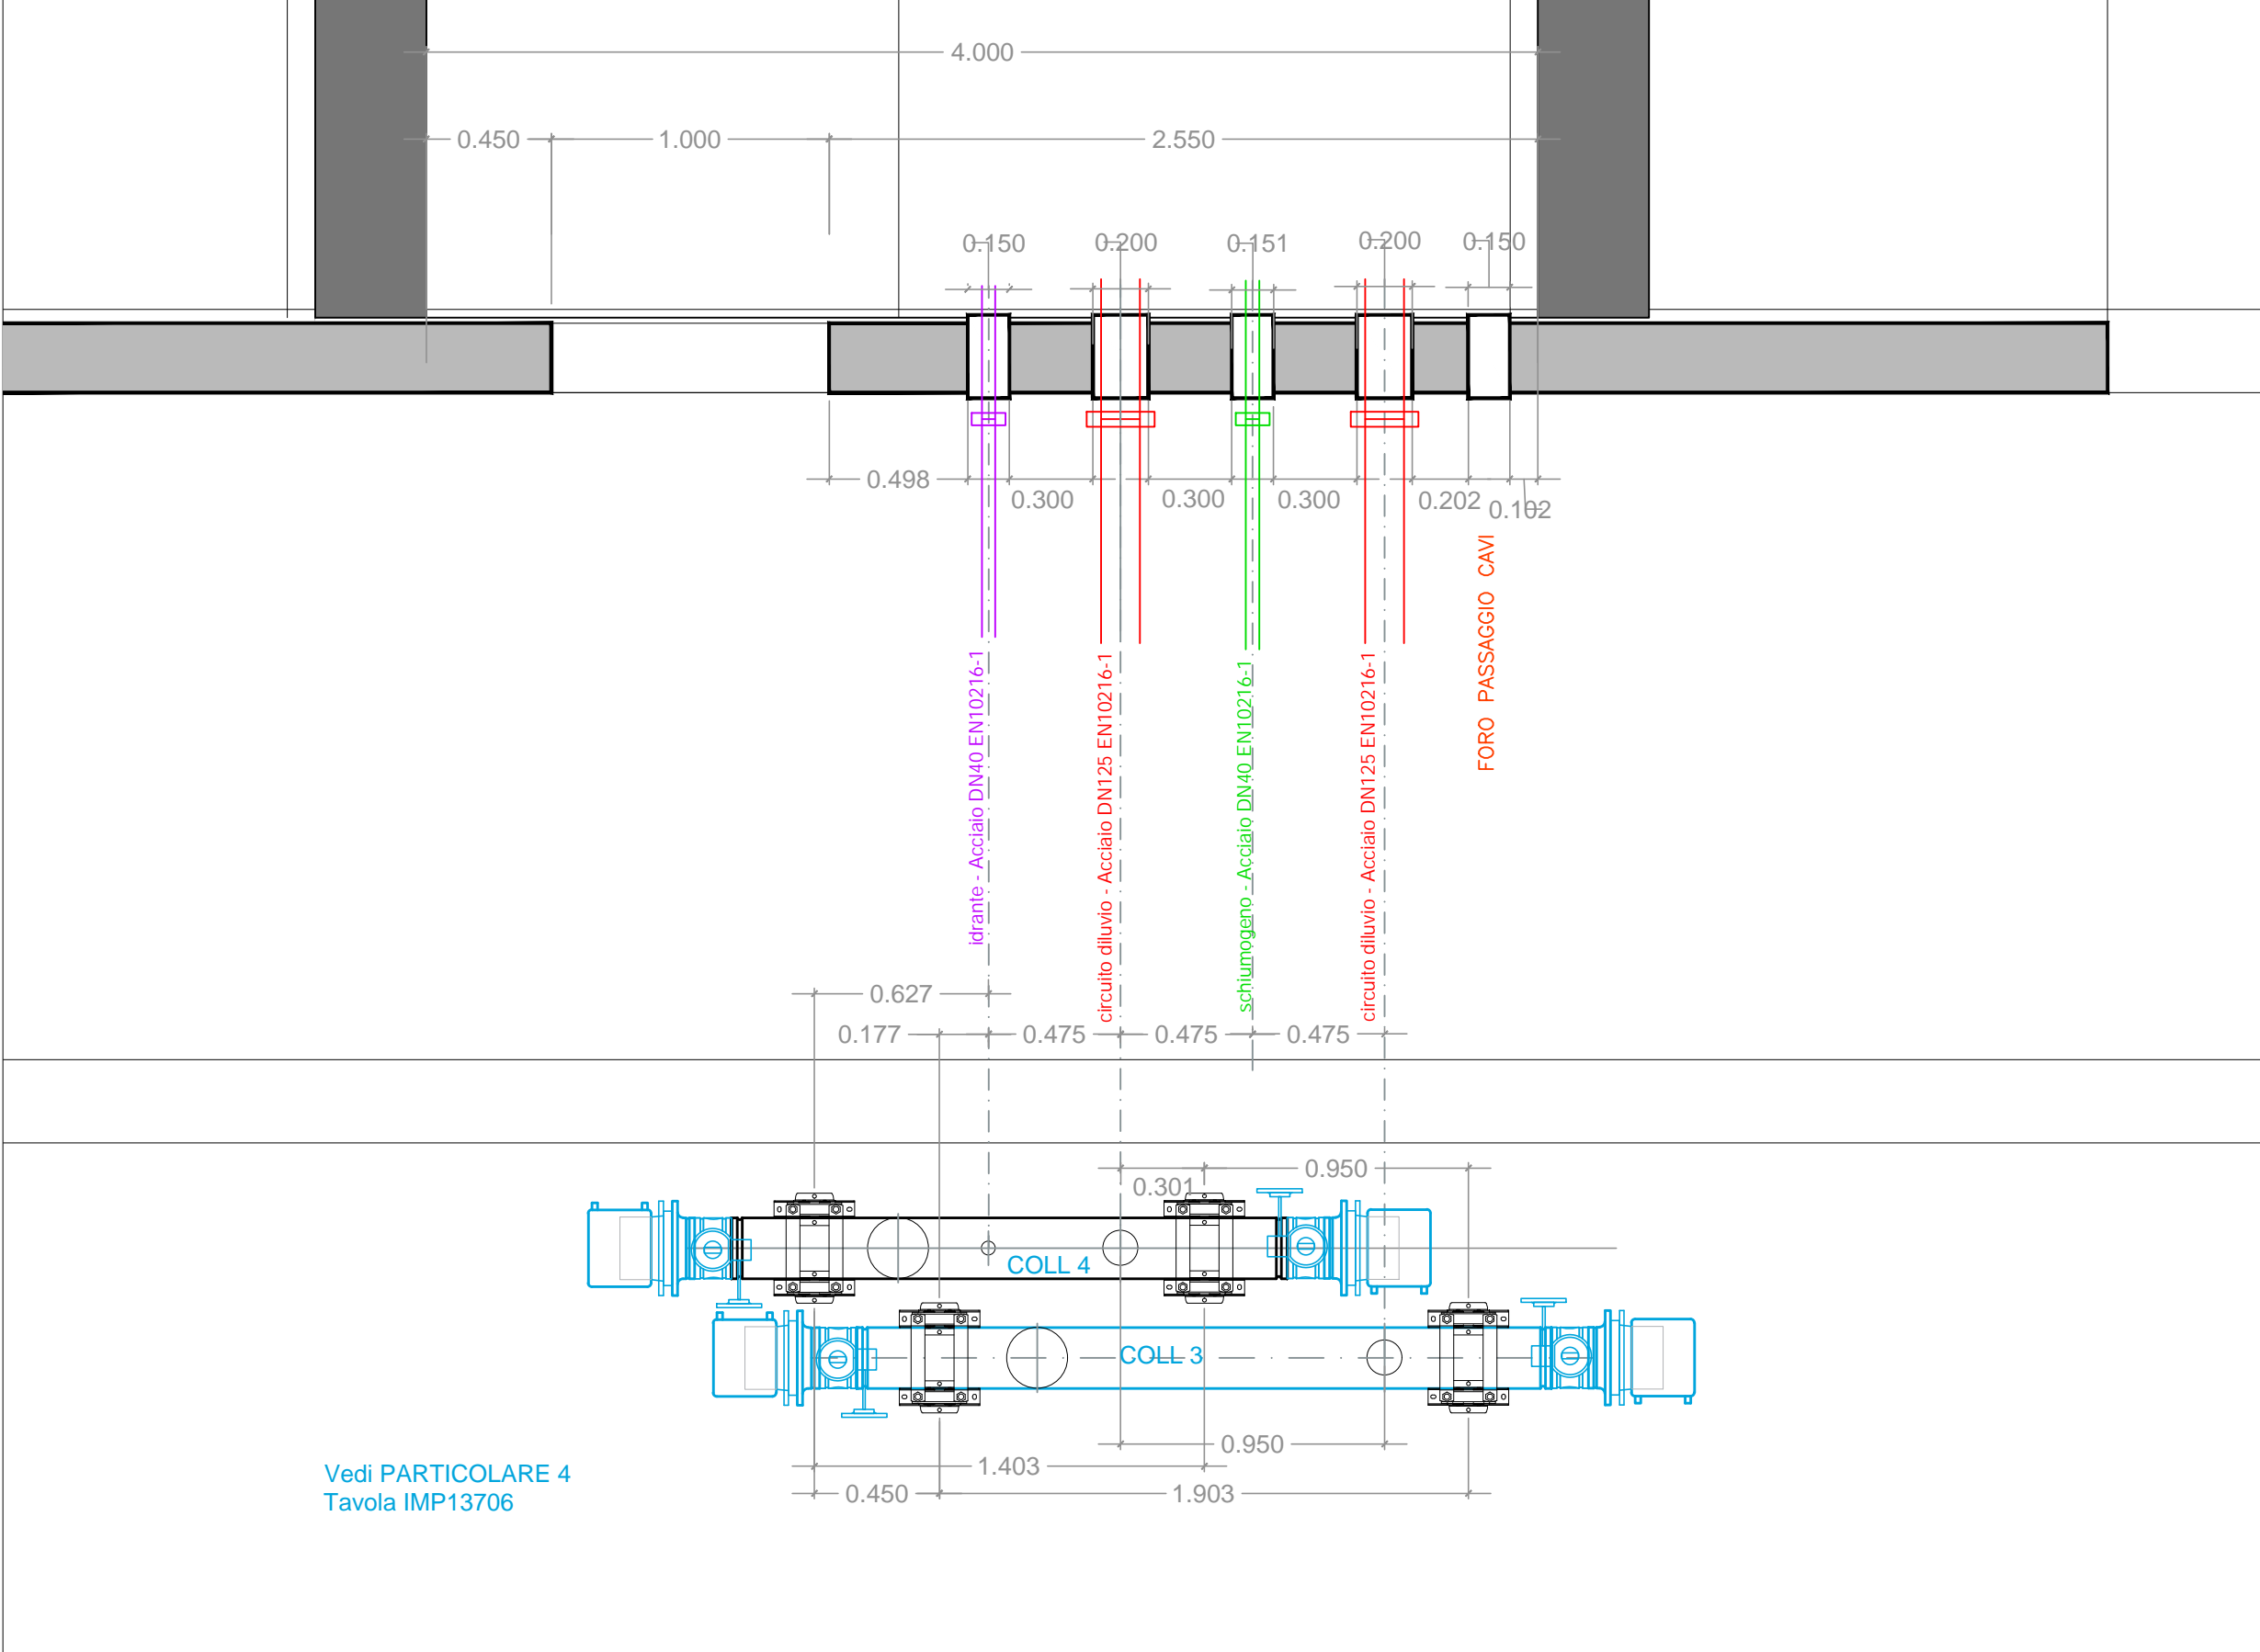 4.000
0.450
1.000
2.550
0.150
0.200
0.151
0.200
0.150
0.498
0.300
0.300
0.300
0.202
0.102
FORO PASSAGGIO CAVI
idrante - Acciaio DN40 EN10216-1
circuito diluvio - Acciaio DN125 EN10216-1
schiumogeno - Acciaio DN40 EN10216-1
circuito diluvio - Acciaio DN125 EN10216-1
0.627
0.177
0.475
0.475
0.475
0.950
0.301
COLL 4
COLL 3
0.950
1.403
0.450
1.903
Vedi PARTICOLARE 4
Tavola IMP13706